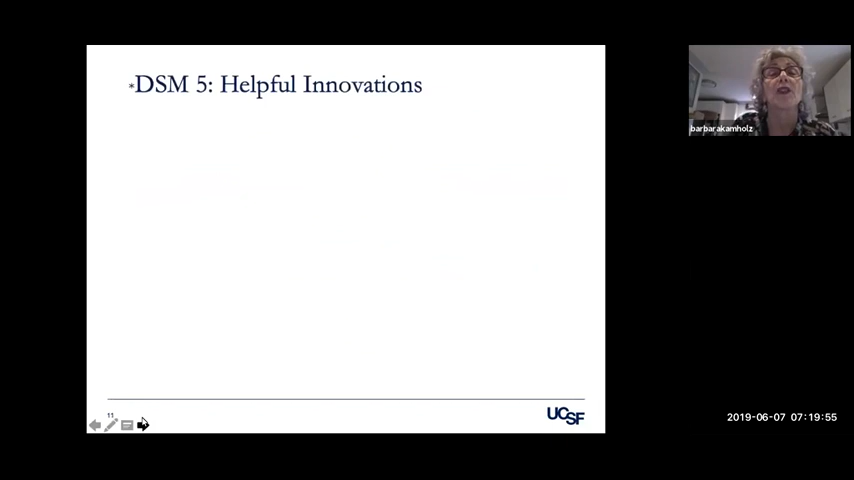 *DSM 5: Helpful Innovations
barbarakamholz
11
UCSF
2019-06-07 07:19:55